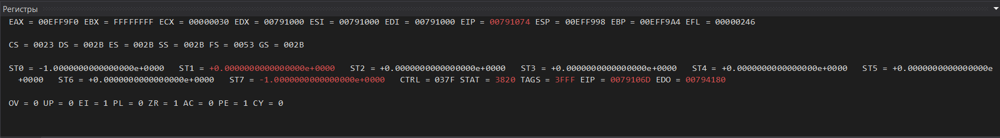 Регистры
EAX = 00EFF9F0 EBX = FFFFFFFF ECX = 00000030 EDX = 00791000 ESI = 00791000 EDI = 00791000 EIP = 00791074 ESP = 00EFF998 EBP = 00EFF9A4 EFL = 00000246
CS = 0023 DS = 002B ES = 002B SS = 002B FS = 0053 GS = 002B
ST0 = -1.0000000000000000e+0000 ST1 = +0.0000000000000000e+0000 ST2 = +0.0000000000000000e+0000 ST3 = +0.0000000000000000e+0000 ST4 = +0.0000000000000000e+0000 ST5 = +0.0000000000000000e
+0000 ST6 = +0.0000000000000000e+0000 ST7 = -1.0000000000000000e+0000 CTRL = 037F STAT = 3820 TAGS = 3FFF EIP = 0079106D EDO = 00794180
OV = 0 UP = 0 EI = 1 PL = 0 ZR = 1 AC = 0 PE = 1 CY = 0